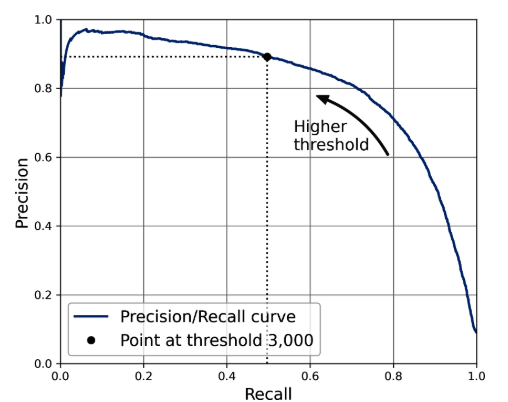 1.0
0.8
0.6
0.4
0.2
0.0
Precision
Higher
threshold
Precision/Recall curve
Point at threshold 3,000
0.0 0.2 0.4 0.6 0.8 1.0
Recall